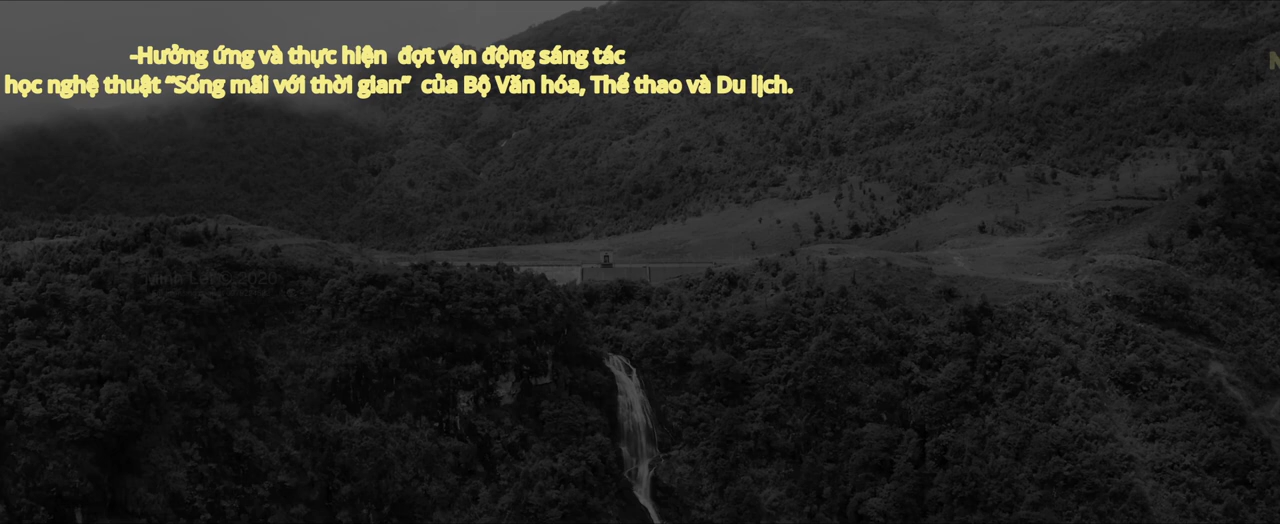 -Hưởng ứng và thực hiện đợt vận động sáng tác
học nghệ thuật “Sống mãi với thời gian” của Bộ Văn hóa, Thể thao và Du lịch.